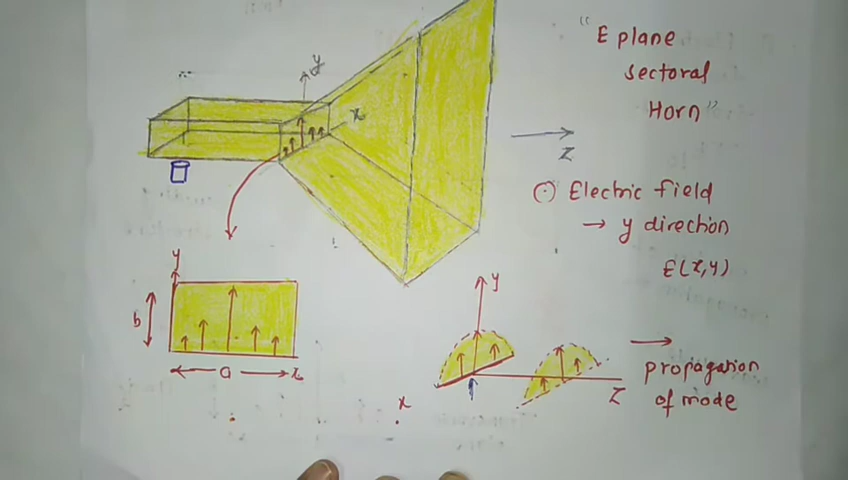 "E plane
sectoral
Horn"
y
x
z
⊙ Electric field
→ y direction
E(x,y)
y
b
a
x
y
x
z
propagation
of mode